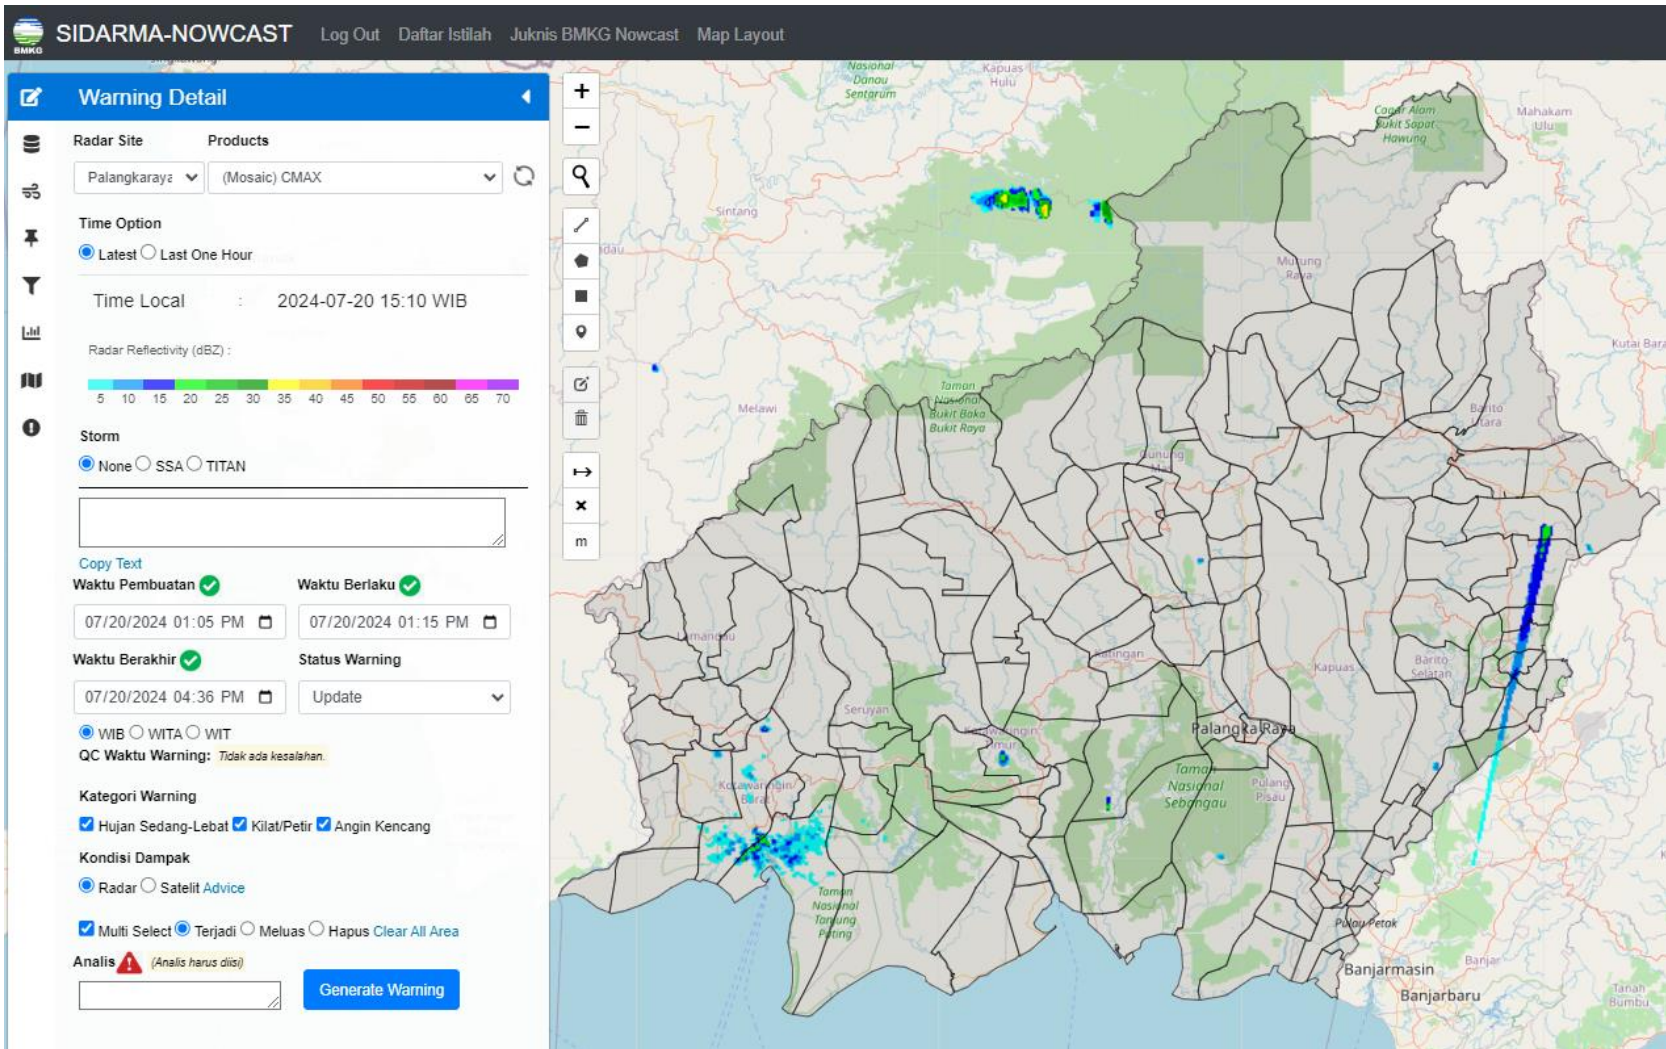 BMKG
SIDARMA-NOWCAST Log Out Daftar Istilah Juknis BMKG Nowcast Map Layout
Warning Detail
Radar Site Products
Palangkaraya (Mosaic) CMAX
Time Option
Latest Last One Hour
Time Local : 2024-07-20 15:10 WIB
Radar Reflectivity (dBZ) :
5 10 15 20 25 30 35 40 45 50 55 60 65 70
Storm
None SSA TITAN
Copy Text
Waktu Pembuatan Waktu Berlaku
07/20/2024 01:05 PM 07/20/2024 01:15 PM
Waktu Berakhir Status Warning
07/20/2024 04:36 PM Update
WIB WITA WIT
QC Waktu Warning: Tidak ada kesalahan.
Kategori Warning
Hujan Sedang-Lebat Kilat/Petir Angin Kencang
Kondisi Dampak
Radar Satelit Advice
Multi Select Terjadi Meluas Hapus Clear All Area
Analis (Analis harus diisi)
Generate Warning
+
−
m
Nasional
Danau
Sentarum
Kapuas
Hulu
Cagar Alam
Bukit Sapat
Hawung
Mahakam
Ulu
Sintang
Murung
Raya
Kutai Bara
Melawi
Taman
Nasional
Bukit Baka
Bukit Raya
Barito
Utara
Gunung
Mas
Lamandau
Katingan
Kapuas
Barito
Selatan
Seruyan
Kotawaringin
Timur
Palangka Raya
Kotawaringin
Barat
Taman
Nasional
Sebangau
Pulang
Pisau
Taman
Nasional
Tanjung
Puting
Pulau Petak
Banjarmasin
Banjar
Banjarbaru
Tanah
Bumbu